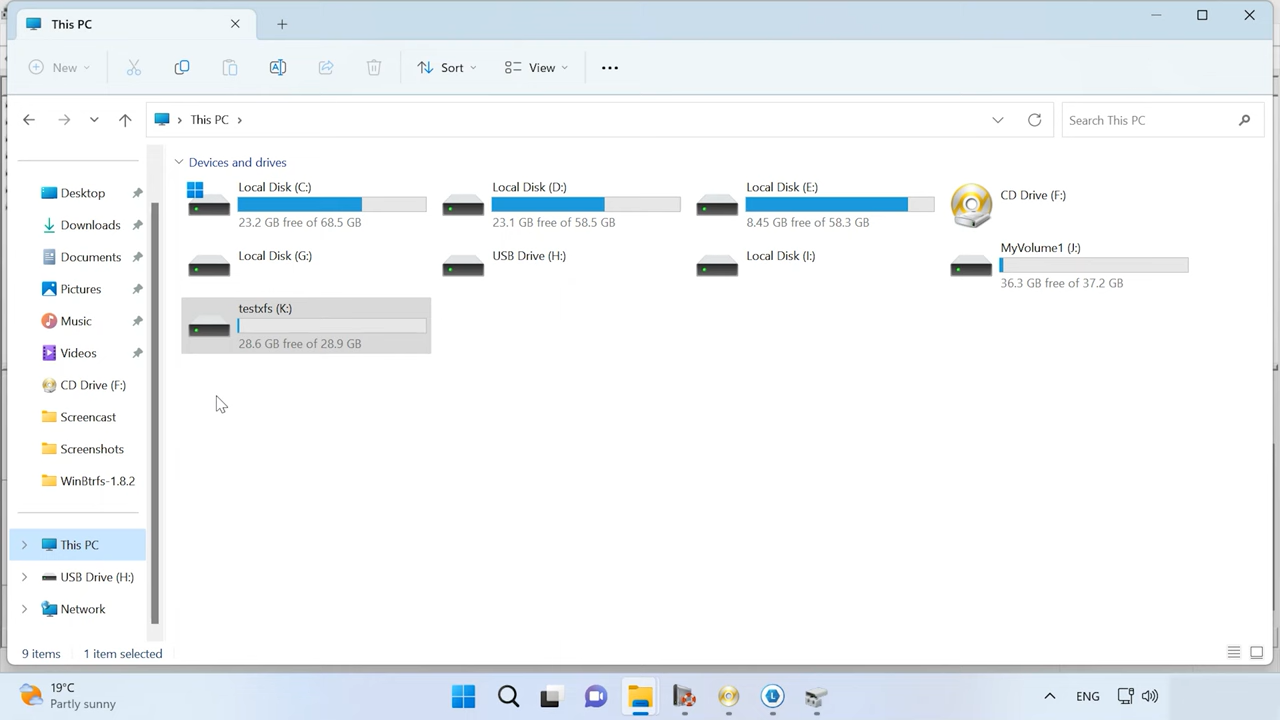 This PC
New
Sort
View
This PC
Search This PC
Devices and drives
Local Disk (C:)
23.2 GB free of 68.5 GB
Local Disk (D:)
23.1 GB free of 58.5 GB
Local Disk (E:)
8.45 GB free of 58.3 GB
CD Drive (F:)
Local Disk (G:)
USB Drive (H:)
Local Disk (I:)
MyVolume1 (J:)
36.3 GB free of 37.2 GB
testxfs (K:)
28.6 GB free of 28.9 GB
Desktop
Downloads
Documents
Pictures
Music
Videos
CD Drive (F:)
Screencast
Screenshots
WinBtrfs-1.8.2
This PC
USB Drive (H:)
Network
9 items
1 item selected
19°C
Partly sunny
L
ENG